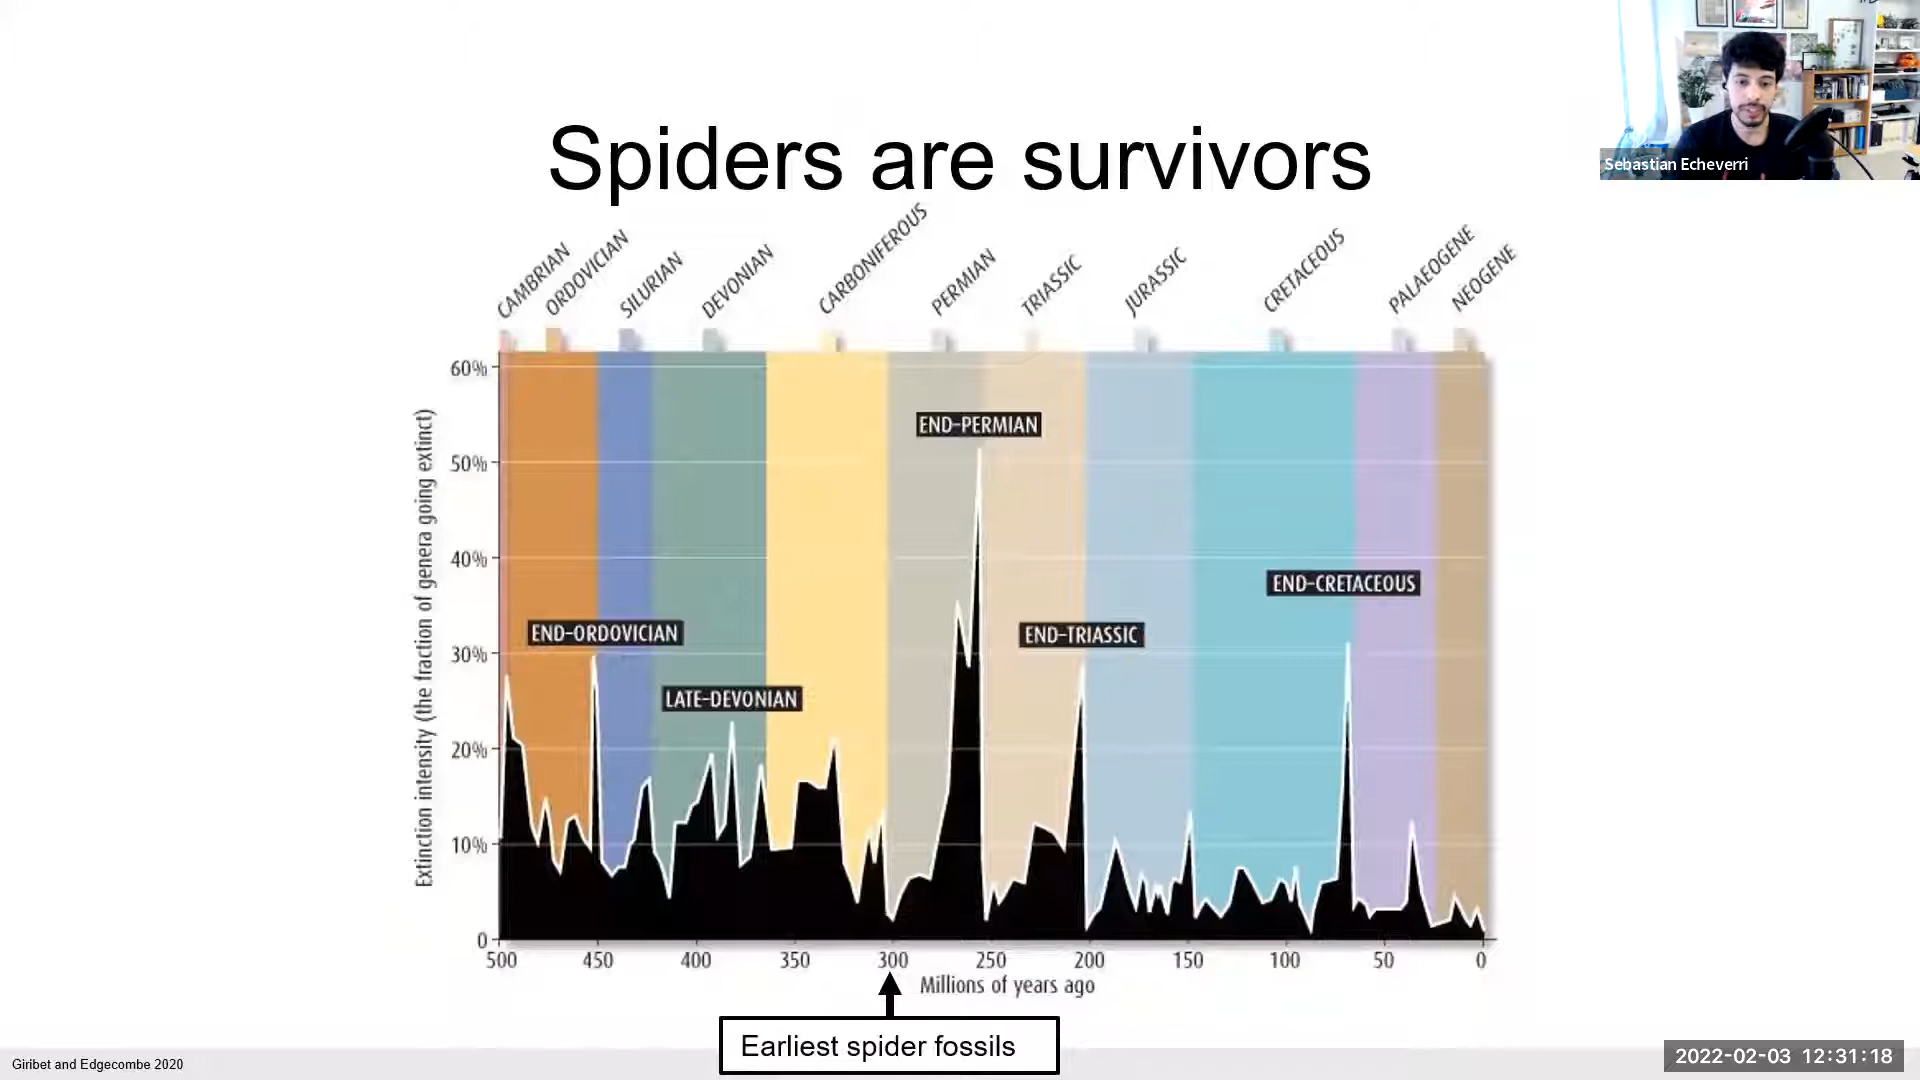 Sebastian Echeverri
Spiders are survivors
CAMBRIAN
ORDOVICIAN
SILURIAN
DEVONIAN
CARBONIFEROUS
PERMIAN
TRIASSIC
JURASSIC
CRETACEOUS
PALAEOGENE
NEOGENE
Extinction intensity (the fraction of genera going extinct)
60%
50%
40%
30%
20%
10%
0
END-PERMIAN
END-CRETACEOUS
END-ORDOVICIAN
END-TRIASSIC
LATE-DEVONIAN
500 450 400 350 300 250 200 150 100 50 0
Millions of years ago
Earliest spider fossils
Giribet and Edgecombe 2020
2022-02-03 12:31:18